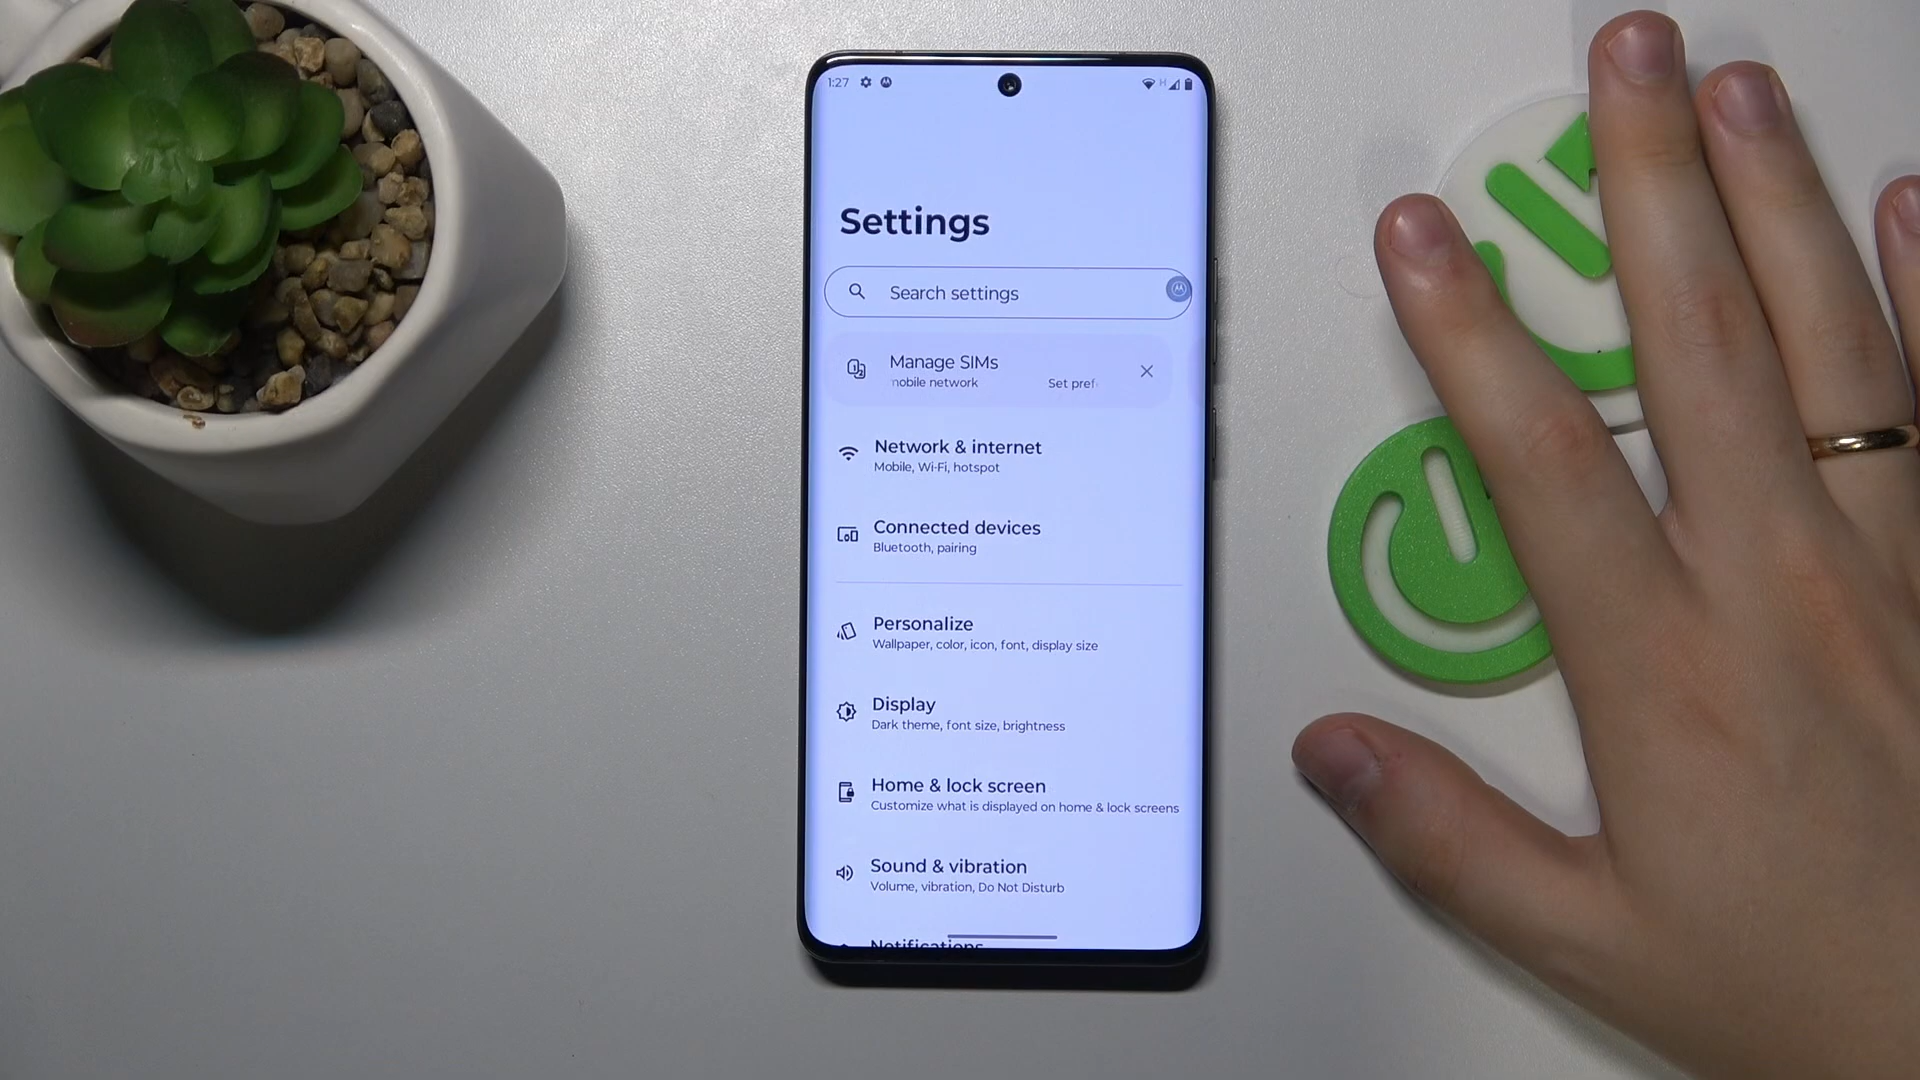 1:27
H
Settings
Search settings
Manage SIMs
mobile network Set pref
Network & internet
Mobile, Wi-Fi, hotspot
Connected devices
Bluetooth, pairing
Personalize
Wallpaper, color, icon, font, display size
Display
Dark theme, font size, brightness
Home & lock screen
Customize what is displayed on home & lock screens
Sound & vibration
Volume, vibration, Do Not Disturb
Notifications